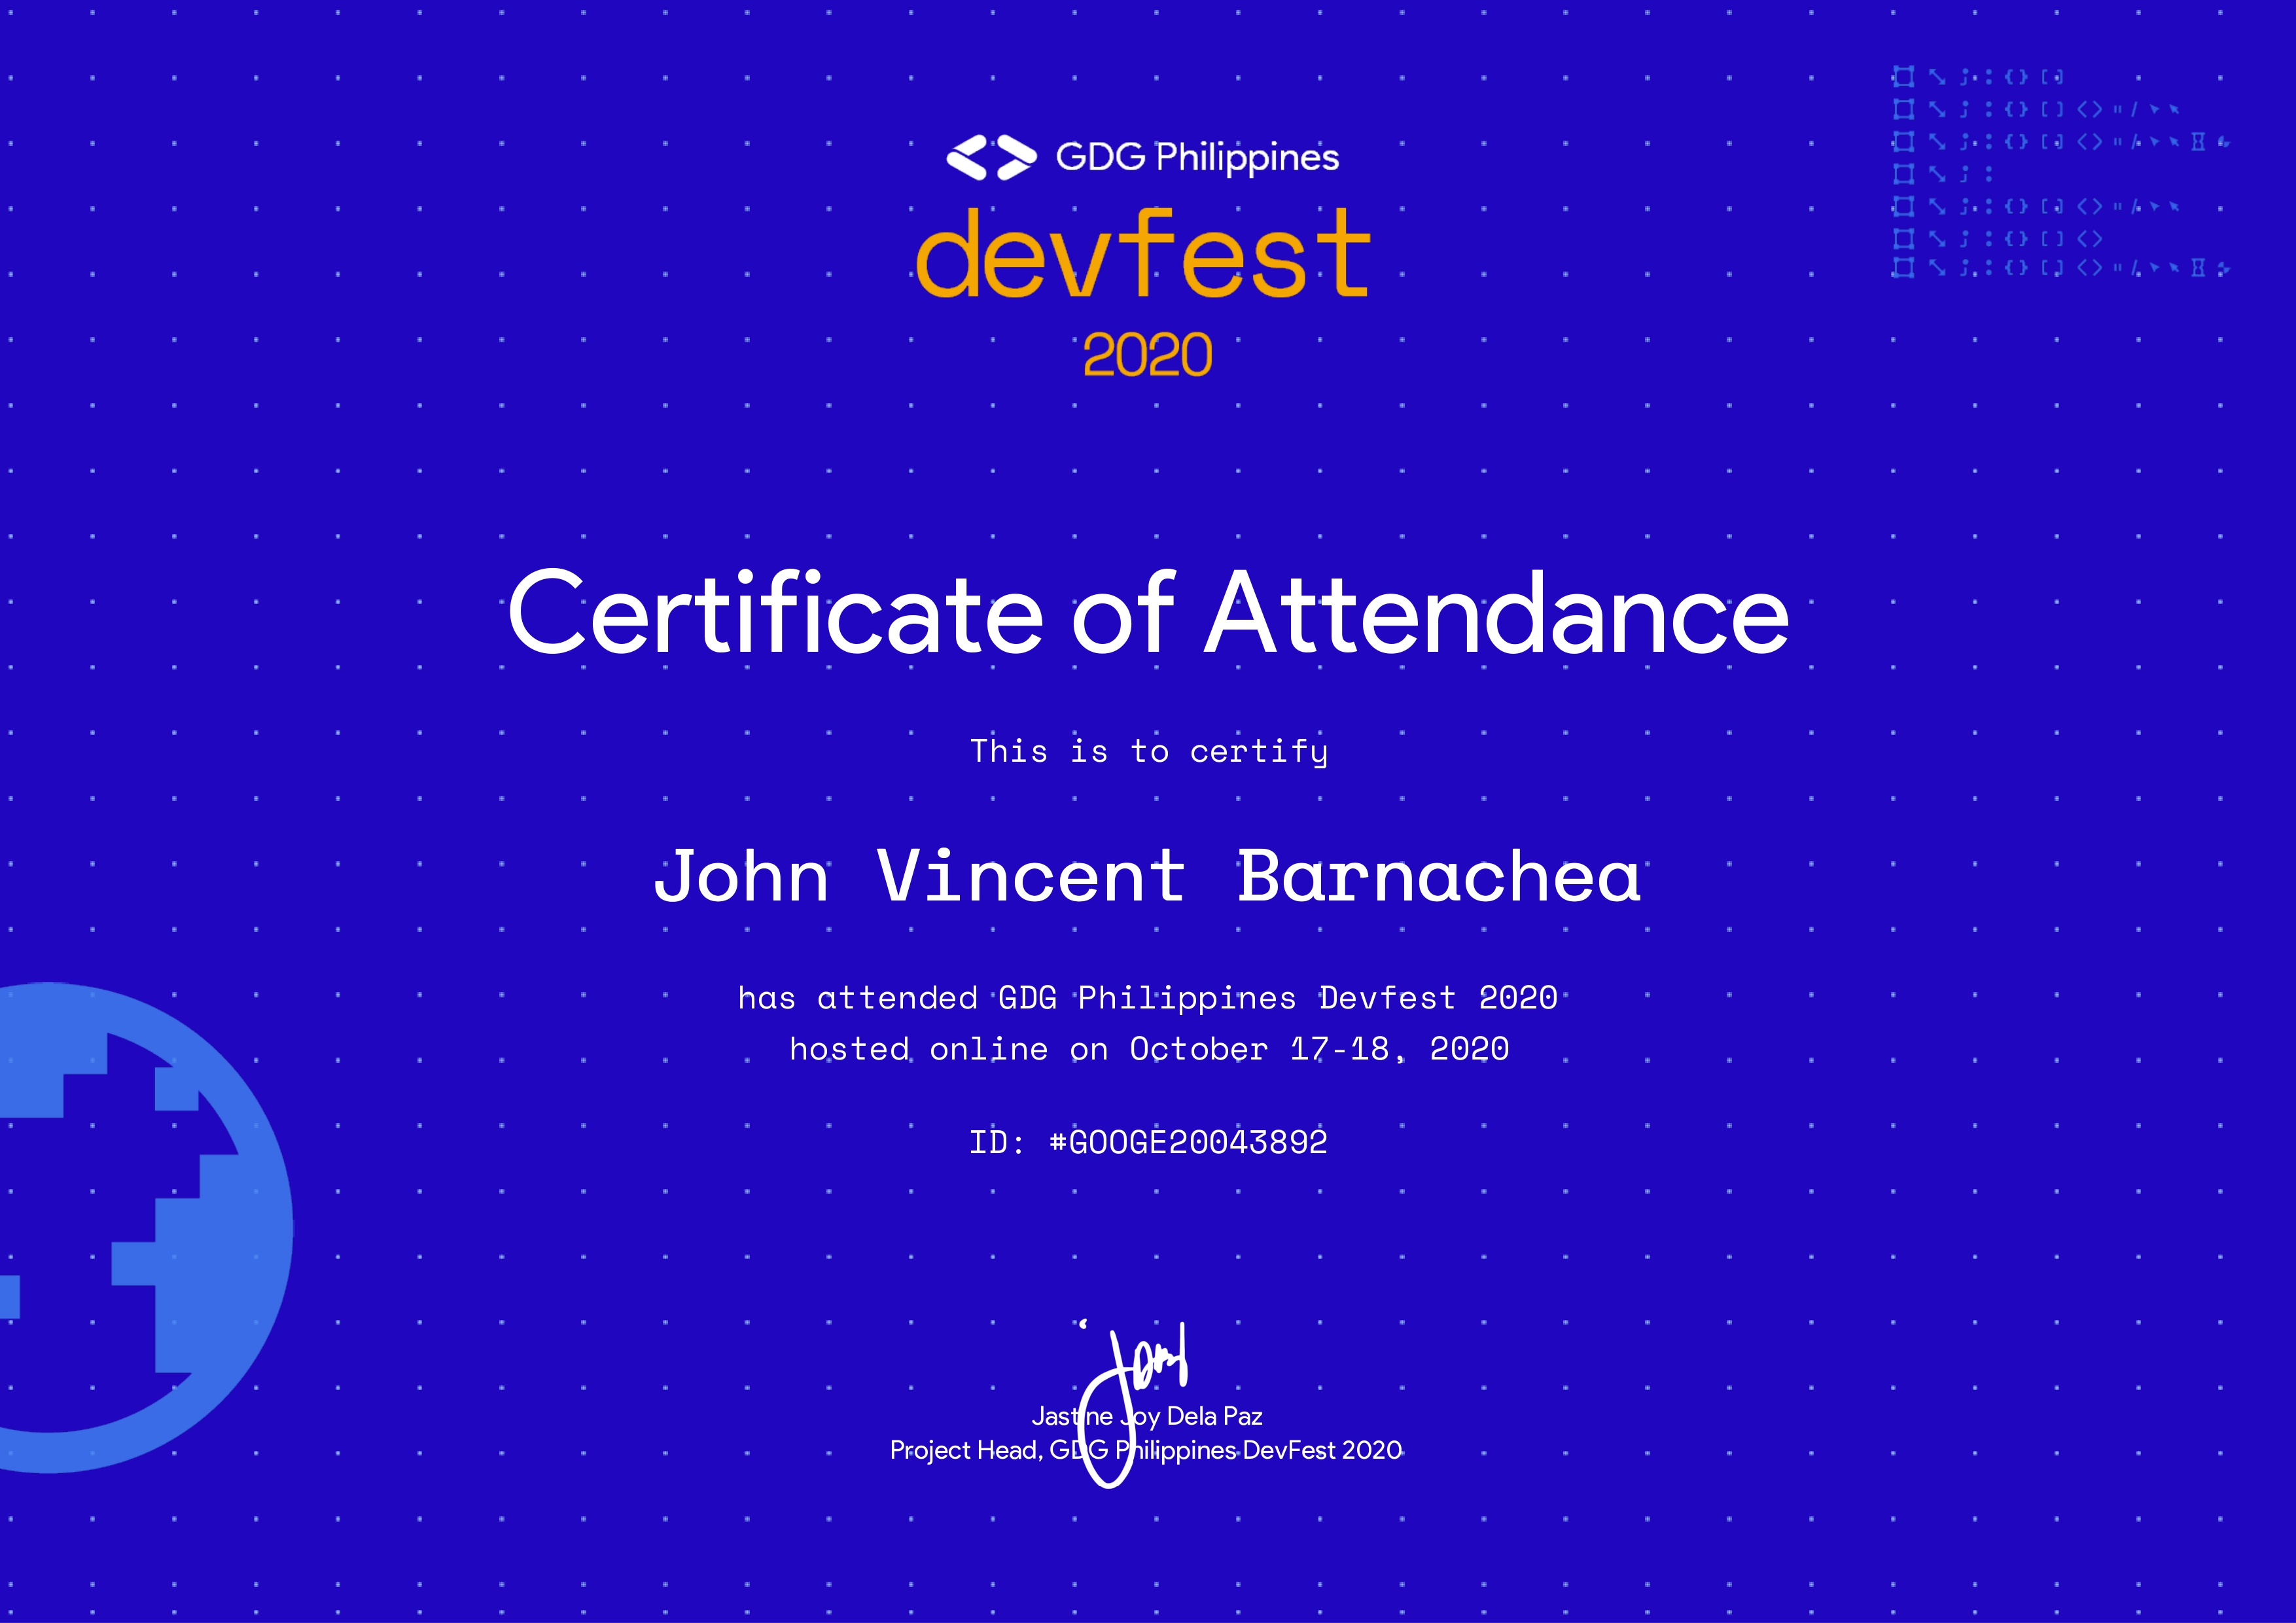 GDG Philippines
devfest
2020
Certificate of Attendance
This is to certify
John Vincent Barnachea
has attended GDG Philippines Devfest 2020
hosted online on October 17-18, 2020
ID: #GOOGE20043892
Jastine Joy Dela Paz
Project Head, GDG Philippines DevFest 2020